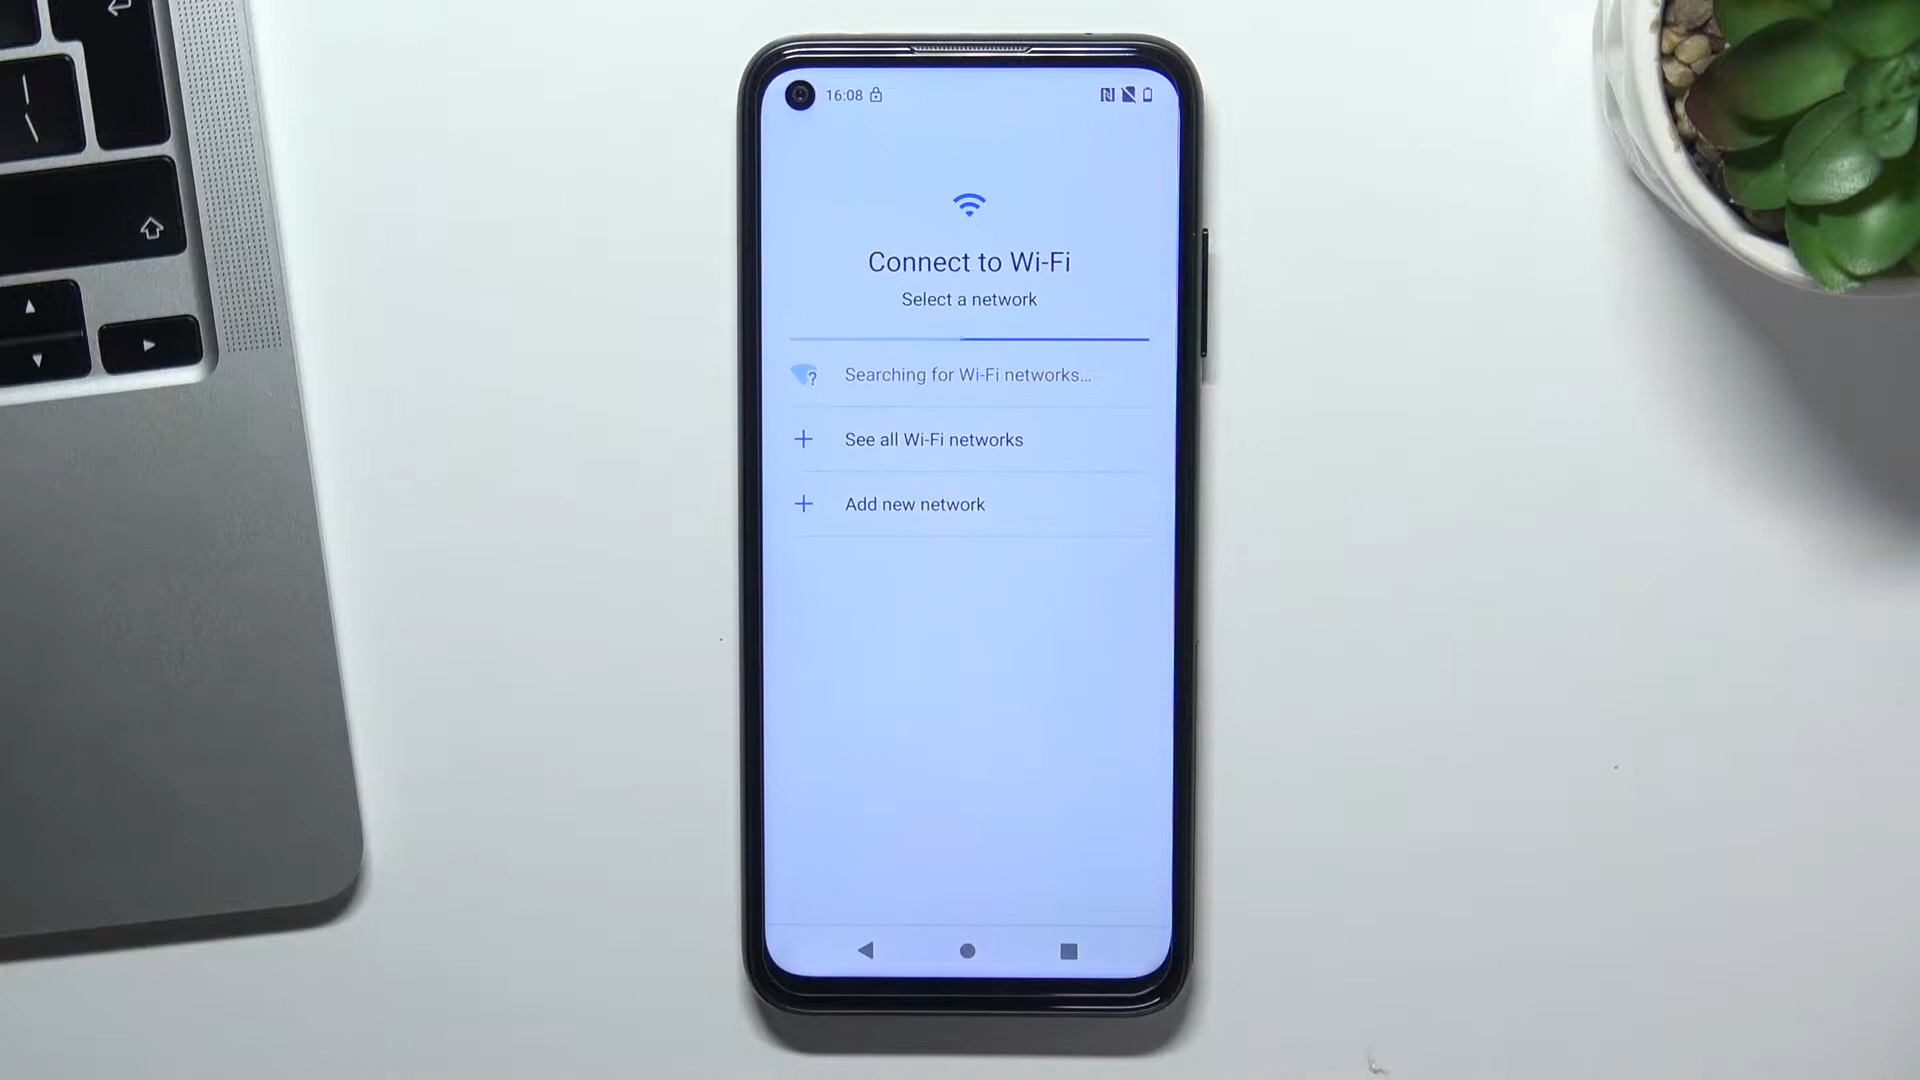 16:08
Connect to Wi-Fi
Select a network
Searching for Wi-Fi networks...
See all Wi-Fi networks
Add new network